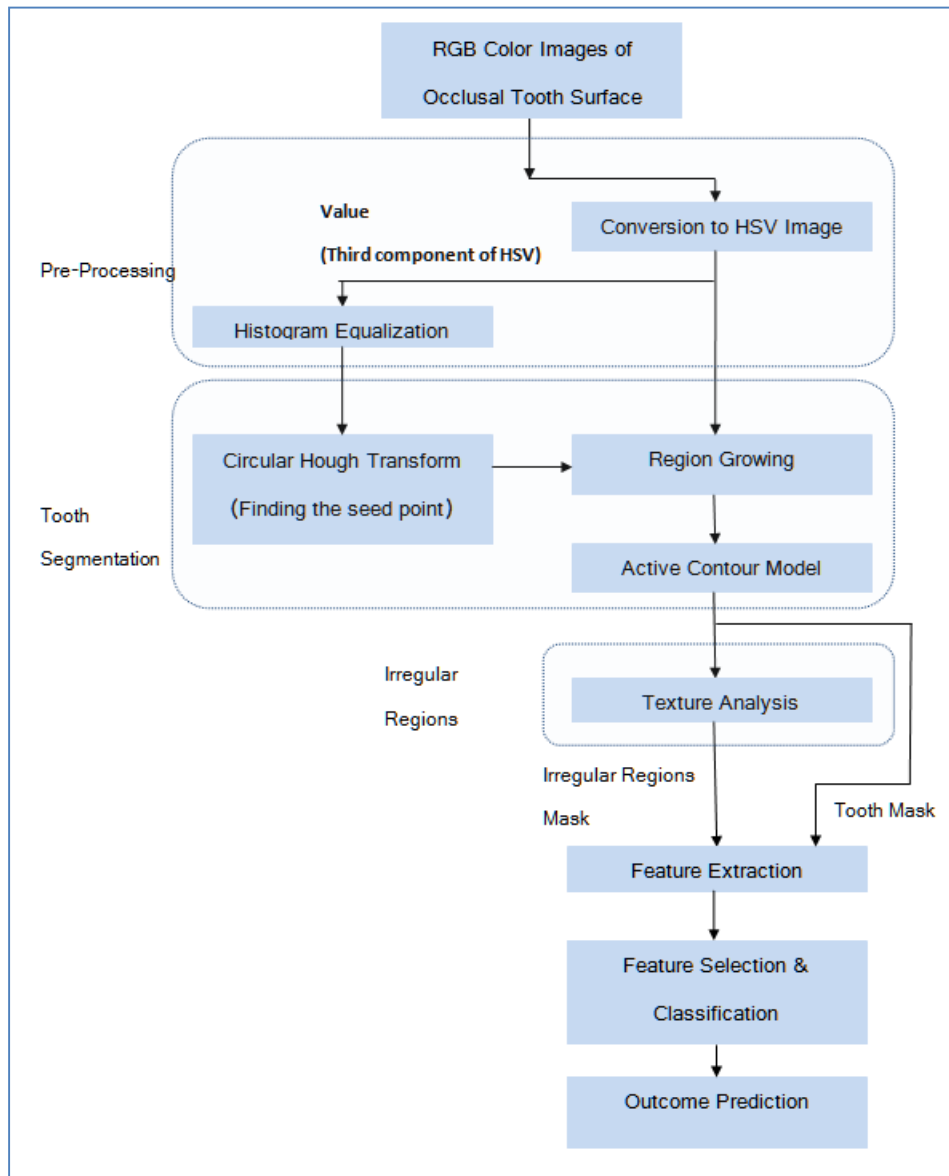 RGB Color Images of
Occlusal Tooth Surface
Value
(Third component of HSV)
Conversion to HSV Image
Pre-Processing
Histogram Equalization
Circular Hough Transform
(Finding the seed point)
Region Growing
Tooth
Segmentation
Active Contour Model
Irregular
Regions
Texture Analysis
Irregular Regions
Mask
Tooth Mask
Feature Extraction
Feature Selection &
Classification
Outcome Prediction